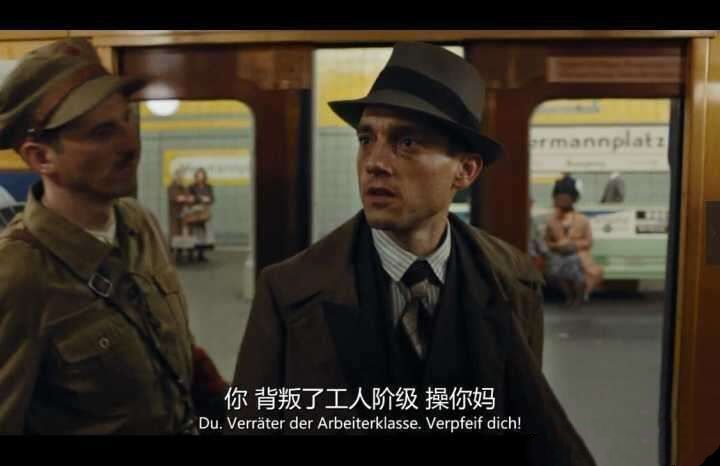 ermannplatz
你 背叛了工人阶级 操你妈
Du. Verräter der Arbeiterklasse. Verpfeif dich!